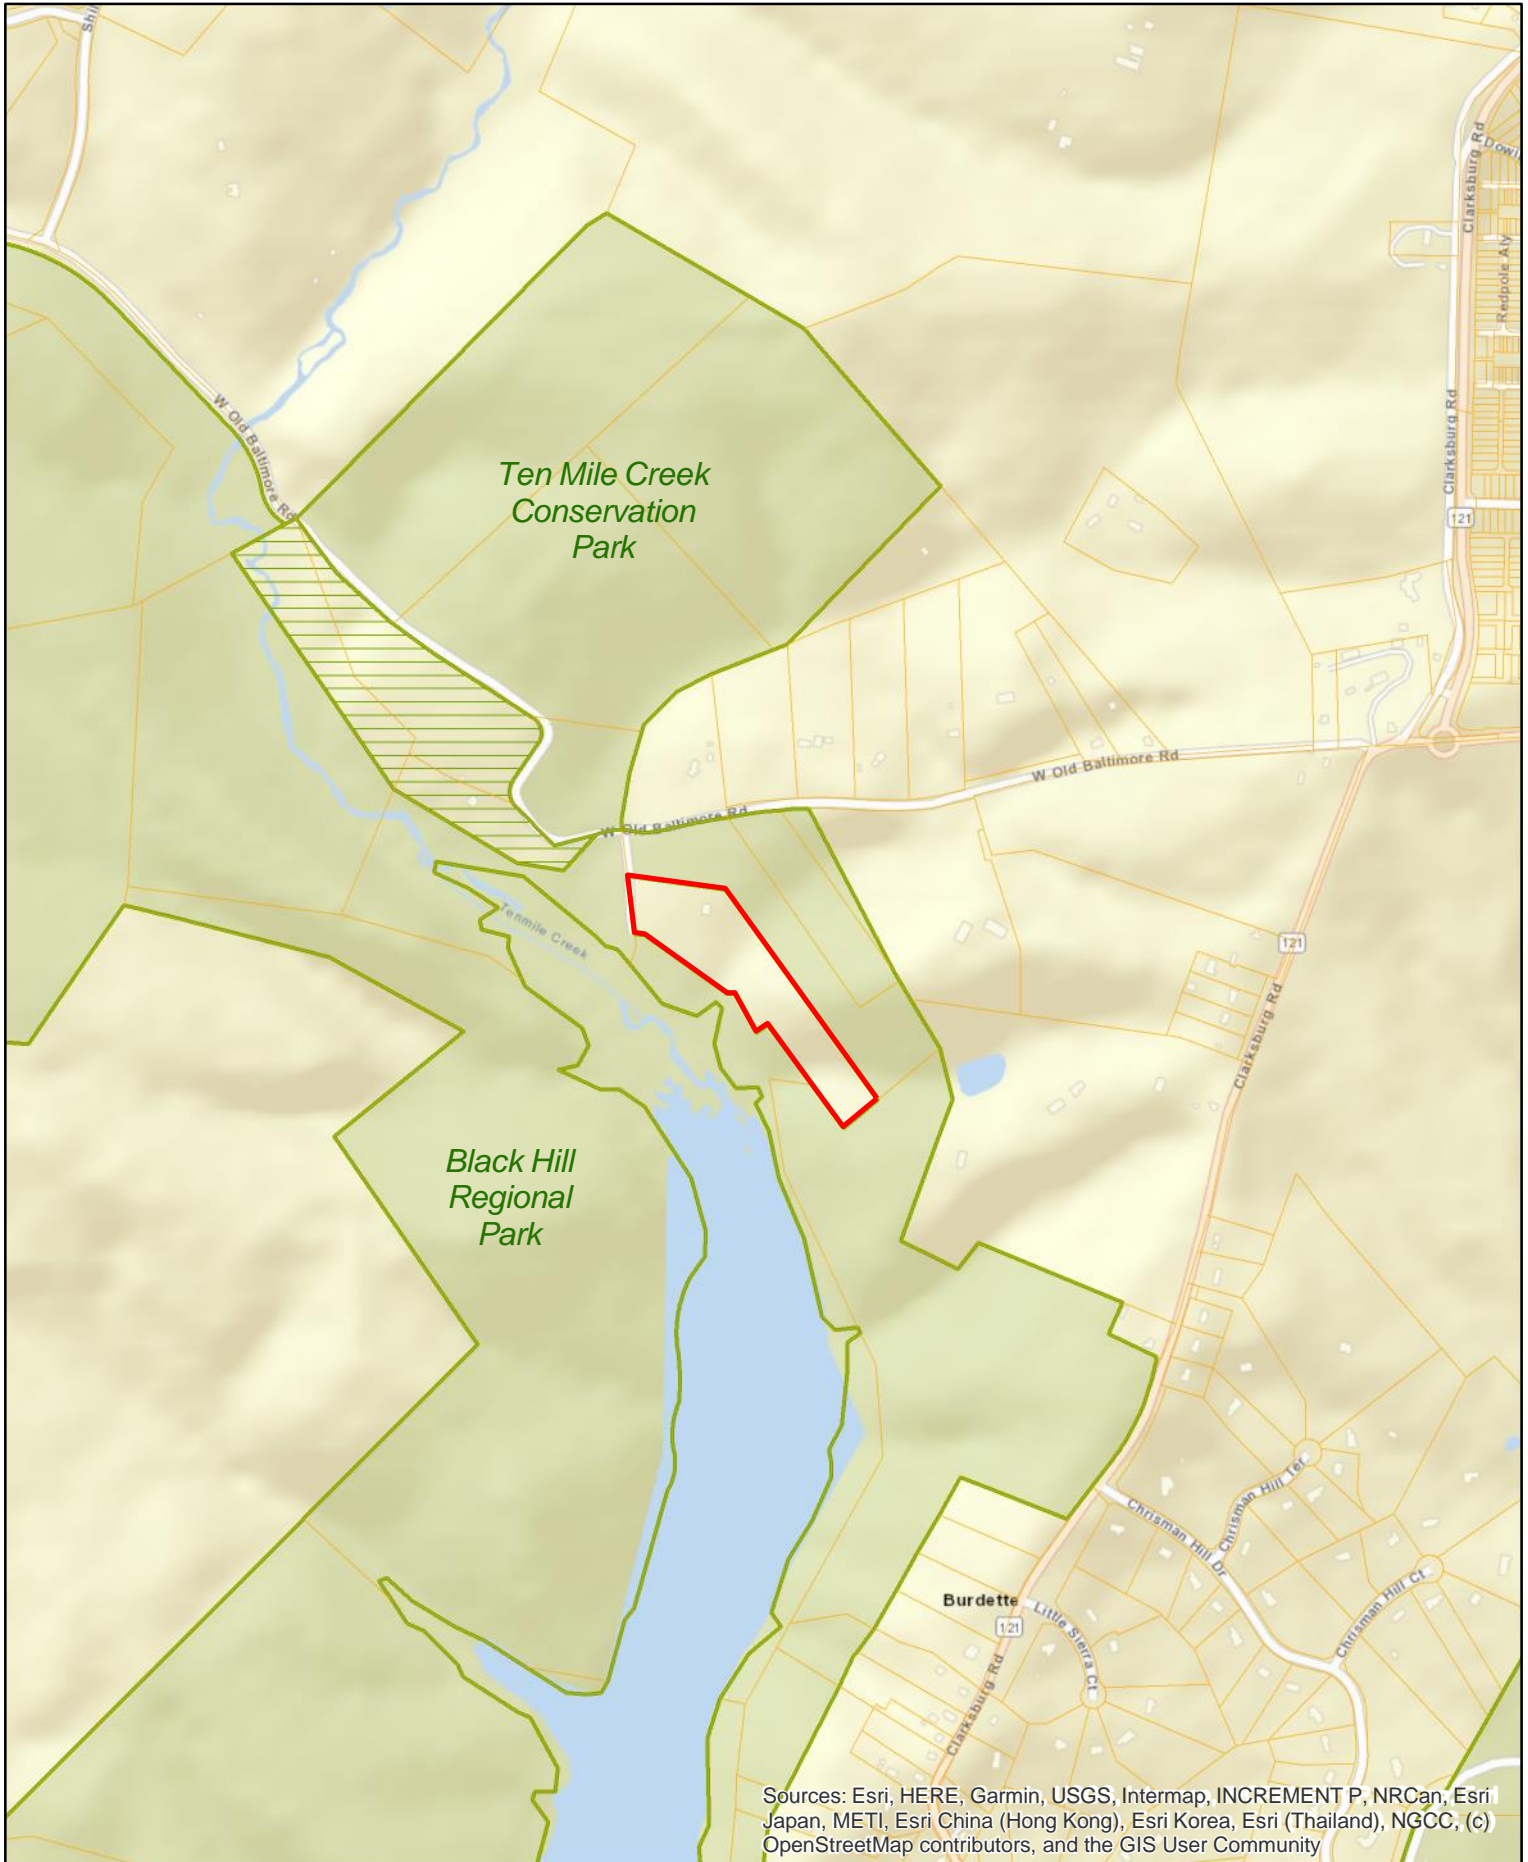 Shil
Clarksburg Rd
Dowli
Redpole Aly
W Old Baltimore Rd
Clarksburg Rd
Ten Mile Creek
Conservation
Park
121
W Old Baltimore Rd
W Old Baltimore Rd
Tenmile Creek
121
Clarksburg Rd
Black Hill
Regional
Park
Chrisman Hill Ter
Chrisman Hill Dr
Chrisman Hill Ct
Burdette
Little Sierra Ct
121
Clarksburg Rd
Sources: Esri, HERE, Garmin, USGS, Intermap, INCREMENT P, NRCan, Esri
Japan, METI, Esri China (Hong Kong), Esri Korea, Esri (Thailand), NGCC, (c)
OpenStreetMap contributors, and the GIS User Community